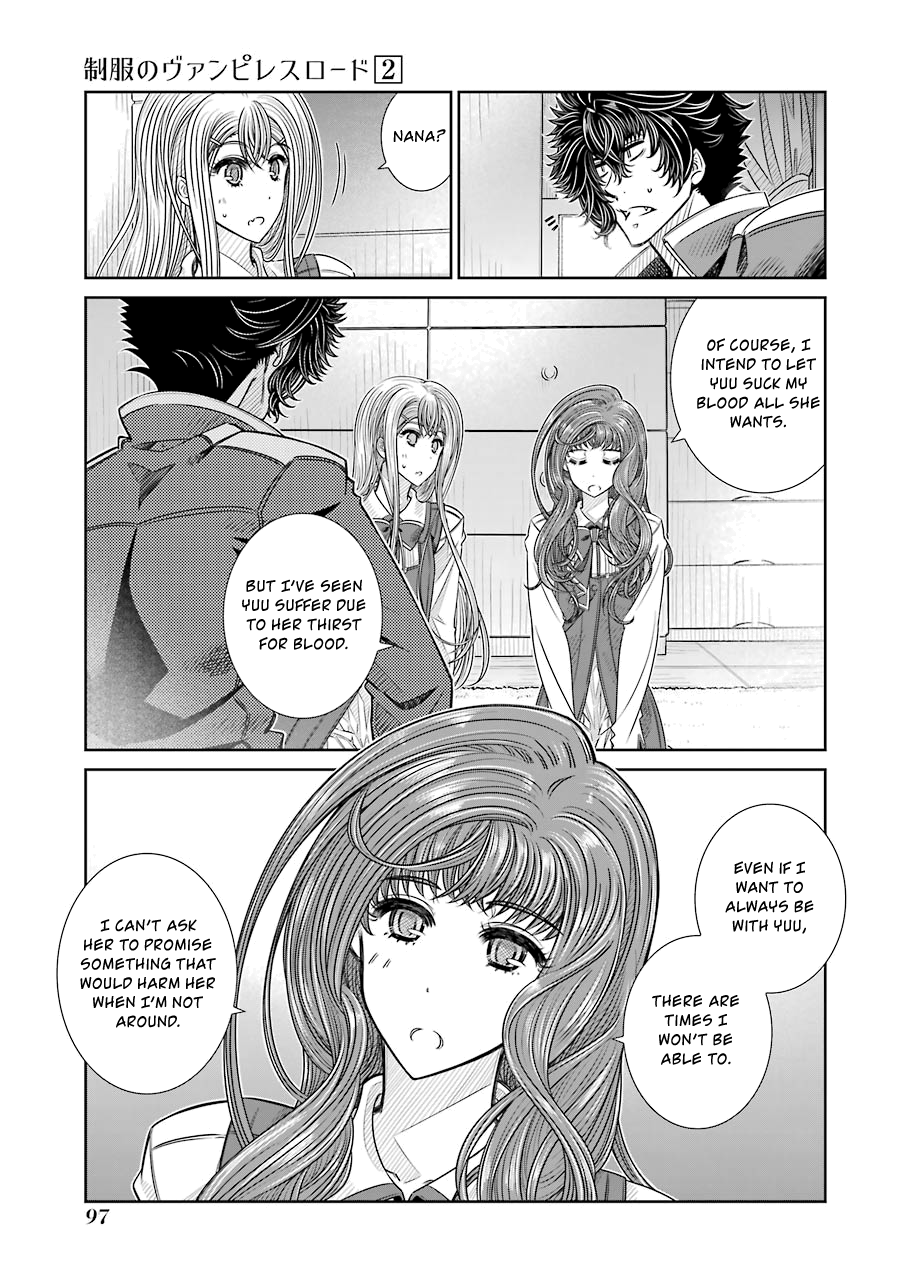 制服のヴァンピレスロード 2
NANA?
OF COURSE, I
INTEND TO LET
YUU SUCK MY
BLOOD ALL SHE
WANTS.
BUT I'VE SEEN
YUU SUFFER DUE
TO HER THIRST
FOR BLOOD.
EVEN IF I
WANT TO
ALWAYS BE
WITH YUU,
THERE ARE
TIMES I
WON'T BE
ABLE TO.
I CAN'T ASK
HER TO PROMISE
SOMETHING THAT
WOULD HARM HER
WHEN I'M NOT
AROUND.
97